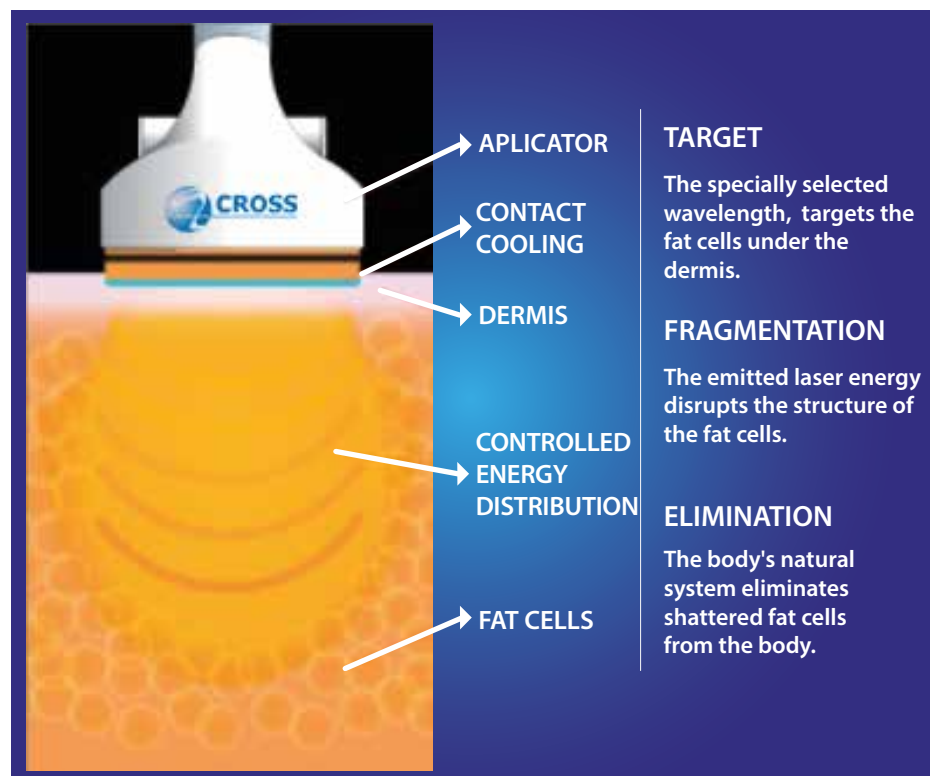 CROSS
APLICATOR
CONTACT
COOLING
DERMIS
CONTROLLED
ENERGY
DISTRIBUTION
FAT CELLS
TARGET
The specially selected
wavelength, targets the
fat cells under the
dermis.
FRAGMENTATION
The emitted laser energy
disrupts the structure of
the fat cells.
ELIMINATION
The body's natural
system eliminates
shattered fat cells
from the body.